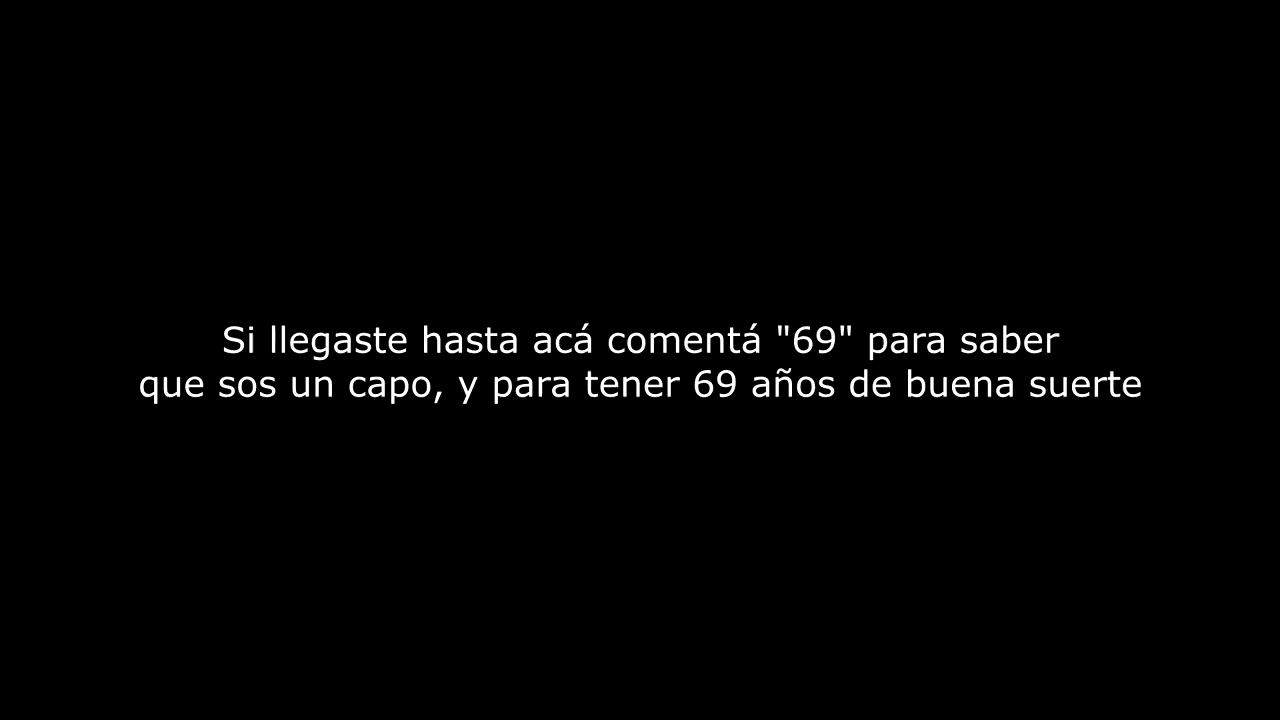 Si llegaste hasta acá comentá "69" para saber
que sos un capo, y para tener 69 años de buena suerte